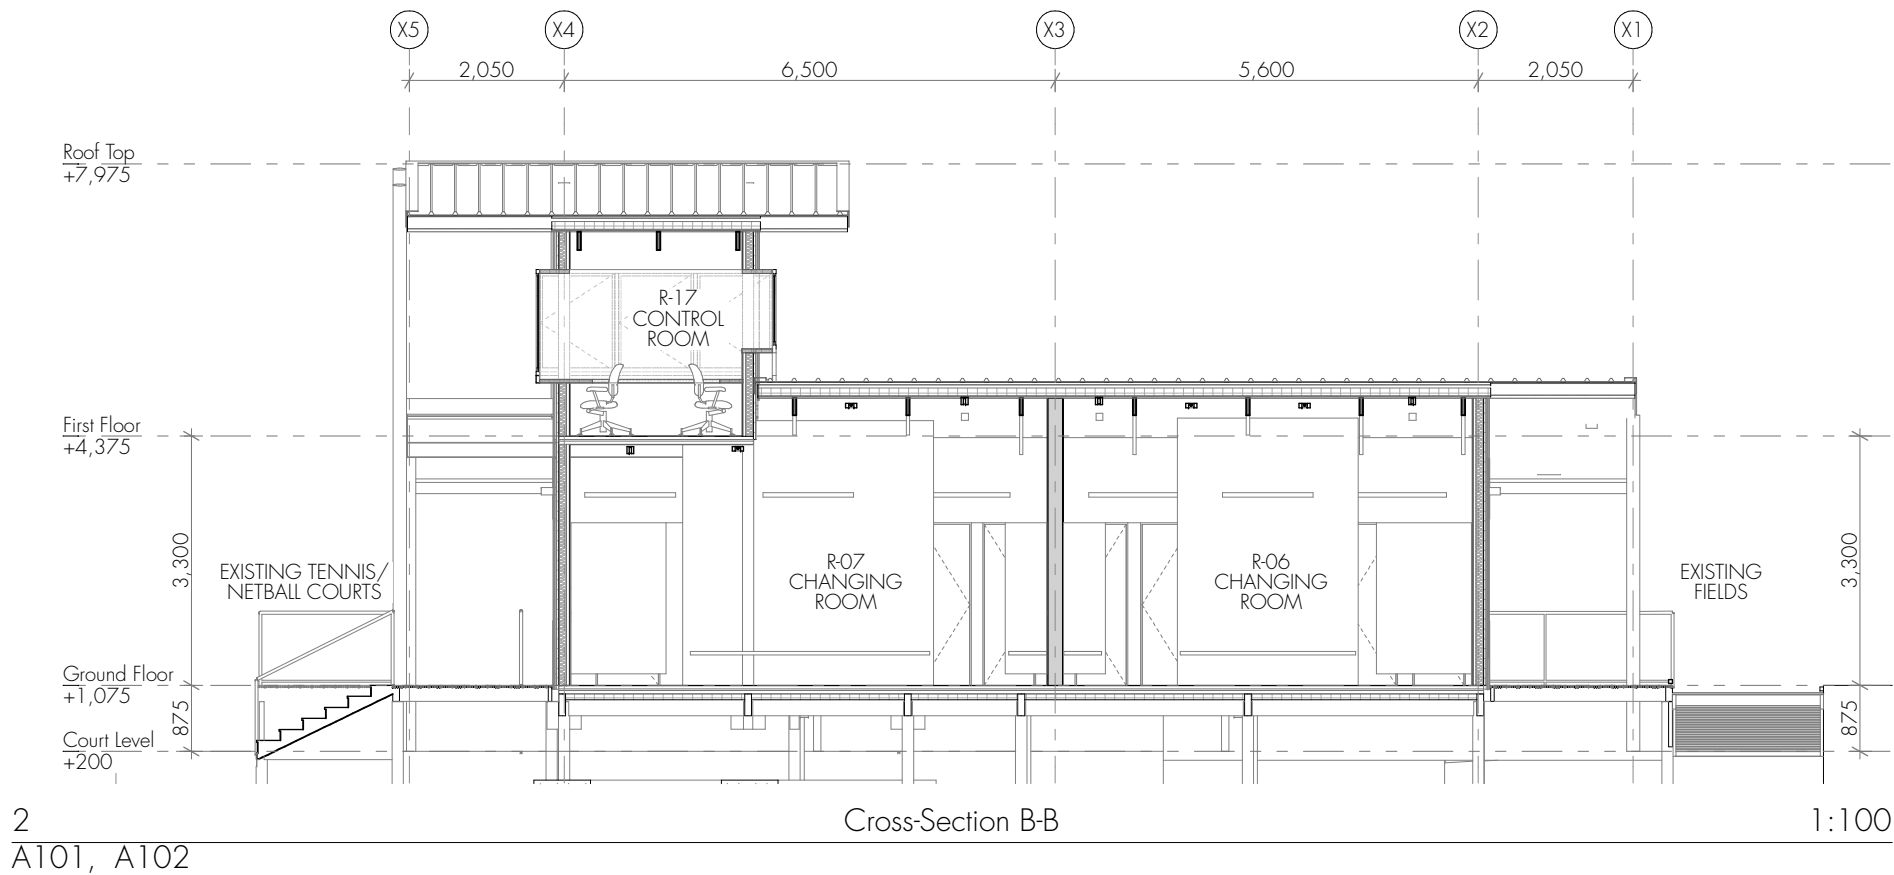 X5
X4
X3
X2
X1
2,050
6,500
5,600
2,050
Roof Top
+7,975
R-17
CONTROL
ROOM
First Floor
+4,375
3,300
EXISTING TENNIS/
NETBALL COURTS
R-07
CHANGING
ROOM
R-06
CHANGING
ROOM
EXISTING
FIELDS
3,300
Ground Floor
+1,075
875
875
Court Level
+200
2
Cross-Section B-B
1:100
A101, A102